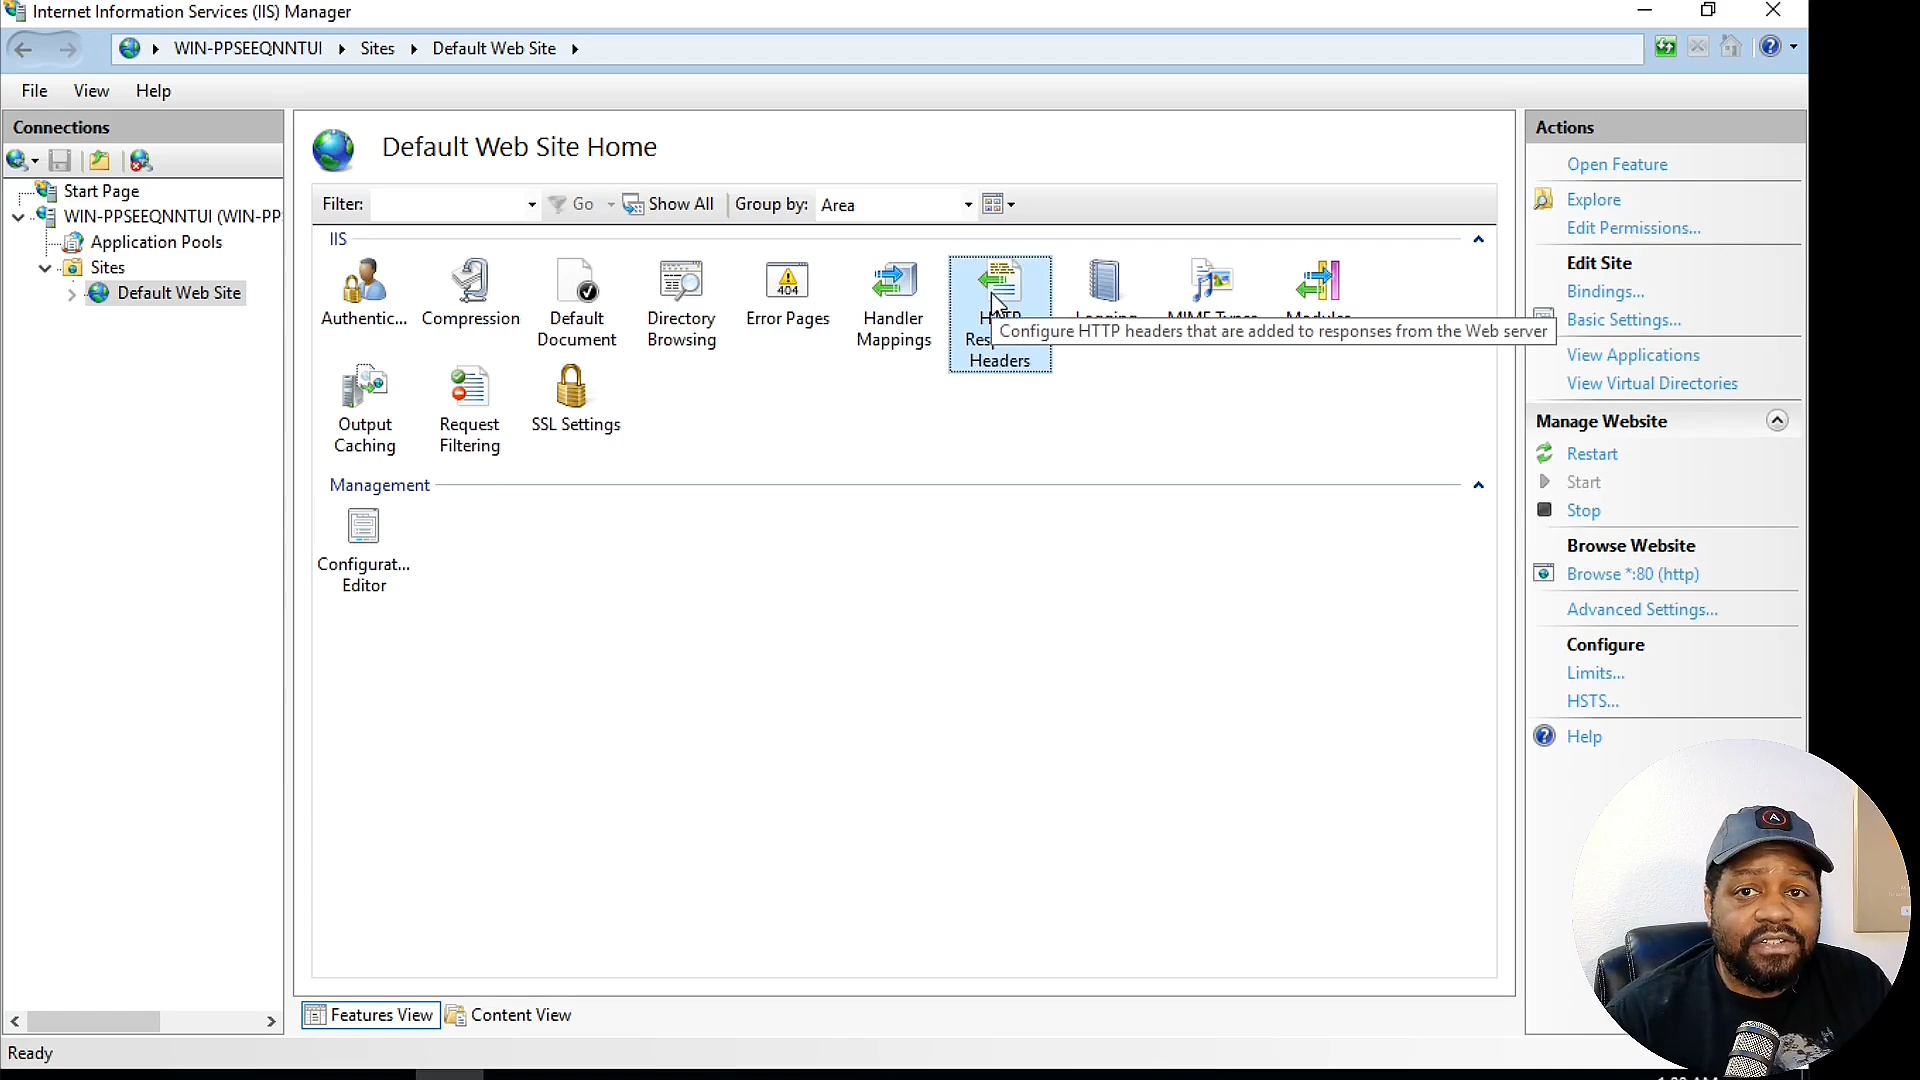 Internet Information Services (IIS) Manager
WIN-PPSEEQNNTUI Sites Default Web Site
File View Help
Connections
Start Page
WIN-PPSEEQNNTUI (WIN-PP
Application Pools
Sites
Default Web Site
Default Web Site Home
Filter: Go Show All Group by: Area
IIS
Authentic... Compression Default Document Directory Browsing Error Pages Handler Mappings HTTP Headers
404
Configure HTTP headers that are added to responses from the Web server
Output Caching Request Filtering SSL Settings
Management
Configurat... Editor
Features View Content View
Ready
Actions
Open Feature
Explore
Edit Permissions...
Edit Site
Bindings...
Basic Settings...
View Applications
View Virtual Directories
Manage Website
Restart
Start
Stop
Browse Website
Browse *:80 (http)
Advanced Settings...
Configure
Limits...
HSTS...
Help
A